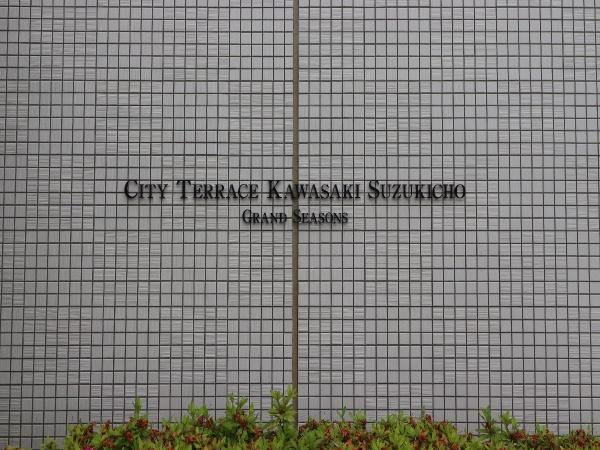 City Terrace Kawasaki Suzukicho
Grand Seasons